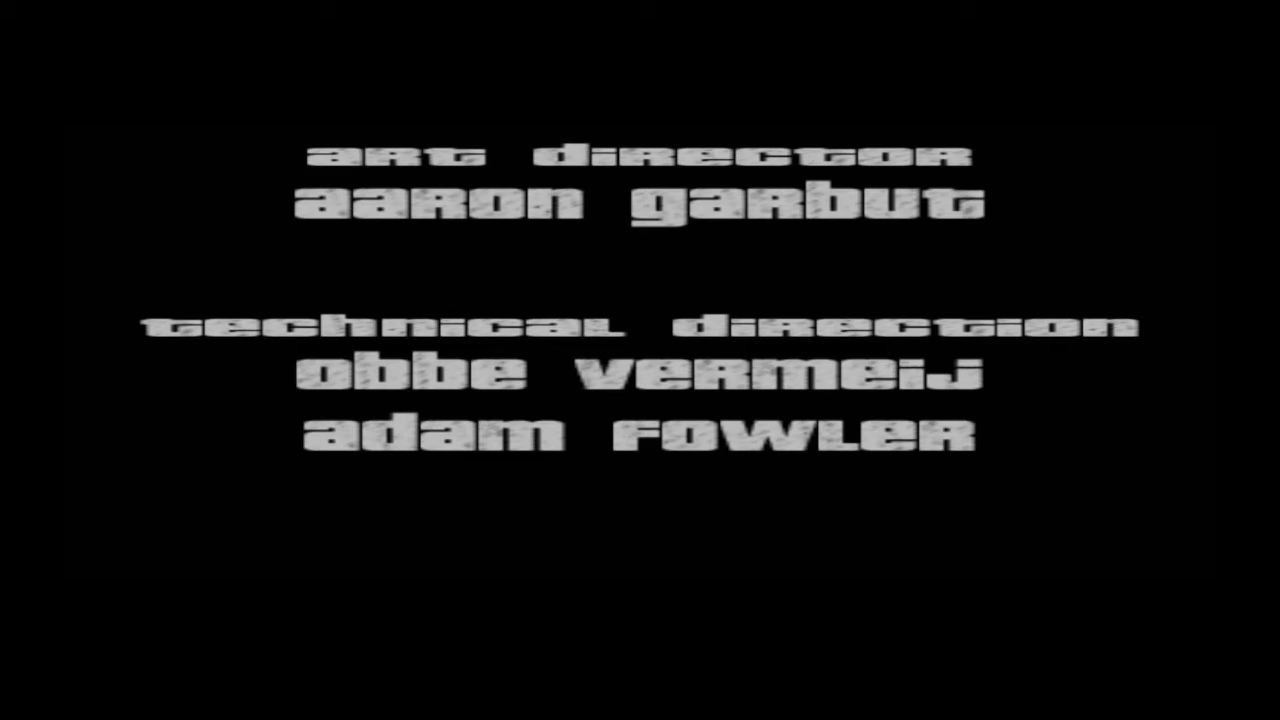 art director
aaron garbut
technical direction
obbe vermeij
adam fowler